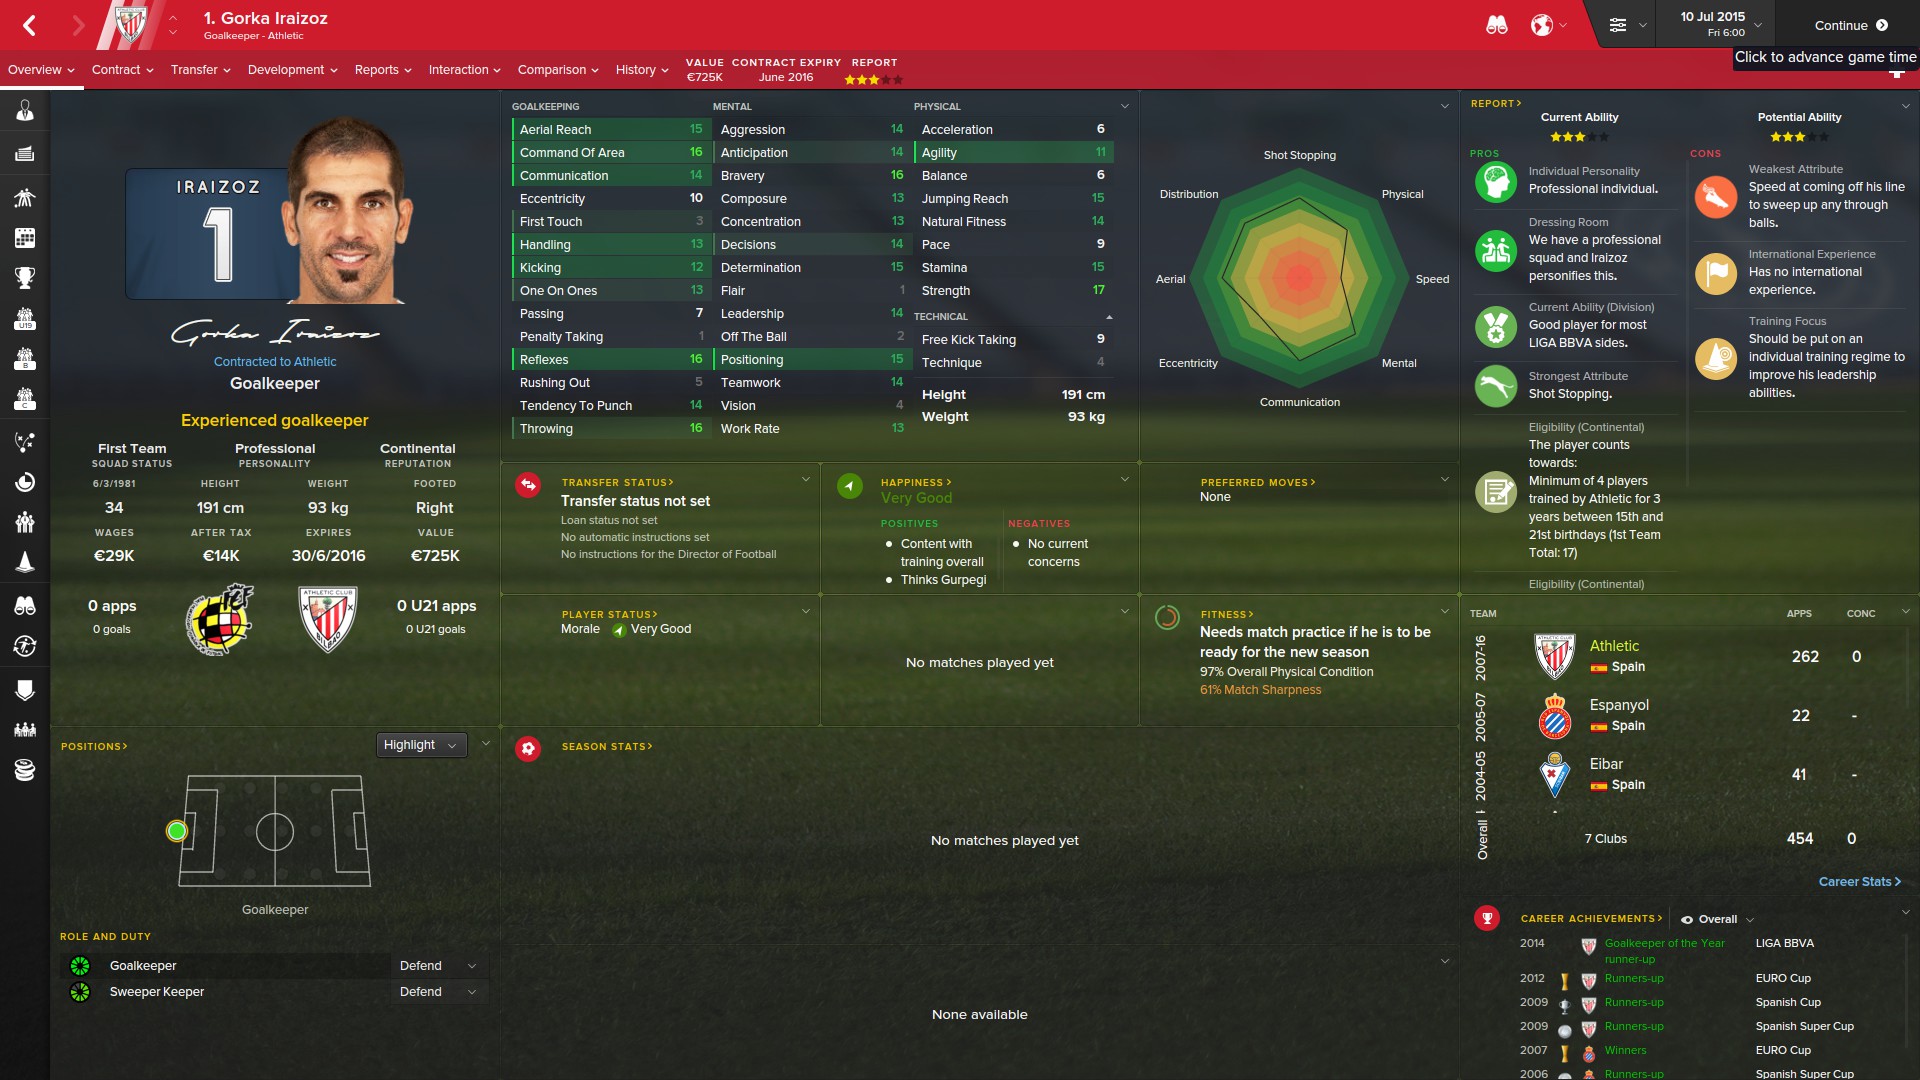 1. Gorka Iraizoz
Goalkeeper - Athletic
10 Jul 2015
Fri 6:00
Continue
Click to advance game time
Overview
Contract
Transfer
Development
Reports
Interaction
Comparison
History
VALUE
€725K
CONTRACT EXPIRY
June 2016
REPORT
U19
B
C
IRAIZOZ
1
Gorka Iraizoz
Contracted to Athletic
Goalkeeper
Experienced goalkeeper
First Team Professional Continental
SQUAD STATUS PERSONALITY REPUTATION
6/3/1981 HEIGHT WEIGHT FOOTED
34 191 cm 93 kg Right
WAGES AFTER TAX EXPIRES VALUE
€29K €14K 30/6/2016 €725K
0 apps 0 U21 apps
0 goals 0 U21 goals
ATHLETIC CLUB
BILBAO
POSITIONS>
Highlight
Goalkeeper
ROLE AND DUTY
Goalkeeper Defend
Sweeper Keeper Defend
GOALKEEPING
Aerial Reach 15
Command Of Area 16
Communication 14
Eccentricity 10
First Touch 3
Handling 13
Kicking 12
One On Ones 13
Passing 7
Penalty Taking 1
Reflexes 16
Rushing Out 5
Tendency To Punch 14
Throwing 16
MENTAL
Aggression 14
Anticipation 14
Bravery 16
Composure 13
Concentration 13
Decisions 14
Determination 15
Flair 1
Leadership 14
Off The Ball 2
Positioning 15
Teamwork 14
Vision 4
Work Rate 13
PHYSICAL
Acceleration 6
Agility 11
Balance 6
Jumping Reach 15
Natural Fitness 14
Pace 9
Stamina 15
Strength 17
TECHNICAL
Free Kick Taking 9
Technique 4
Height 191 cm
Weight 93 kg
Shot Stopping
Physical
Speed
Mental
Communication
Eccentricity
Aerial
Distribution
REPORT>
Current Ability
Potential Ability
PROS
Individual Personality
Professional individual.
Dressing Room
We have a professional
squad and Iraizoz
personifies this.
Current Ability (Division)
Good player for most
LIGA BBVA sides.
Strongest Attribute
Shot Stopping.
Eligibility (Continental)
The player counts
towards:
Minimum of 4 players
trained by Athletic for 3
years between 15th and
21st birthdays (1st Team
Total: 17)
Eligibility (Continental)
CONS
Weakest Attribute
Speed at coming off his line
to sweep up any through
balls.
International Experience
Has no international
experience.
Training Focus
Should be put on an
individual training regime to
improve his leadership
abilities.
TRANSFER STATUS>
Transfer status not set
Loan status not set
No automatic instructions set
No instructions for the Director of Football
HAPPINESS >
Very Good
POSITIVES
Content with
training overall
Thinks Gurpegi
NEGATIVES
No current
concerns
PREFERRED MOVES>
None
PLAYER STATUS>
Morale Very Good
No matches played yet
FITNESS>
Needs match practice if he is to be
ready for the new season
97% Overall Physical Condition
61% Match Sharpness
SEASON STATS>
No matches played yet
None available
TEAM APPS CONC
2007-16 Athletic 262 0
Spain
2005-07 Espanyol 22 -
Spain
2004-05 Eibar 41 -
Spain
-
Overall 7 Clubs 454 0
Career Stats >
CAREER ACHIEVEMENTS> Overall
2014 Goalkeeper of the Year LIGA BBVA
runner-up
2012 Runners-up EURO Cup
2009 Runners-up Spanish Cup
2009 Runners-up Spanish Super Cup
2007 Winners EURO Cup
2006 Runners-up Spanish Super Cup